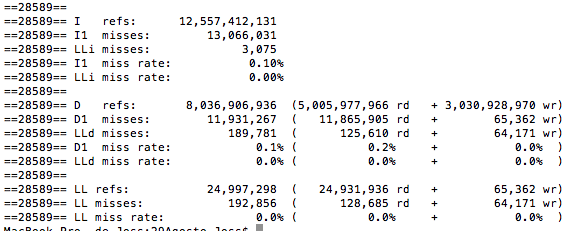 ==28589==
==28589== I   refs:      12,557,412,131
==28589== I1  misses:        13,066,031
==28589== LLi misses:             3,075
==28589== I1  miss rate:          0.10%
==28589== LLi miss rate:          0.00%
==28589==
==28589== D   refs:       8,036,906,936  (5,005,977,966 rd   + 3,030,928,970 wr)
==28589== D1  misses:        11,931,267  (   11,865,905 rd   +        65,362 wr)
==28589== LLd misses:           189,781  (      125,610 rd   +        64,171 wr)
==28589== D1  miss rate:            0.1% (          0.2%     +           0.0%  )
==28589== LLd miss rate:            0.0% (          0.0%     +           0.0%  )
==28589==
==28589== LL refs:           24,997,298  (   24,931,936 rd   +        65,362 wr)
==28589== LL misses:            192,856  (      128,685 rd   +        64,171 wr)
==28589== LL miss rate:             0.0% (          0.0%     +           0.0%  )